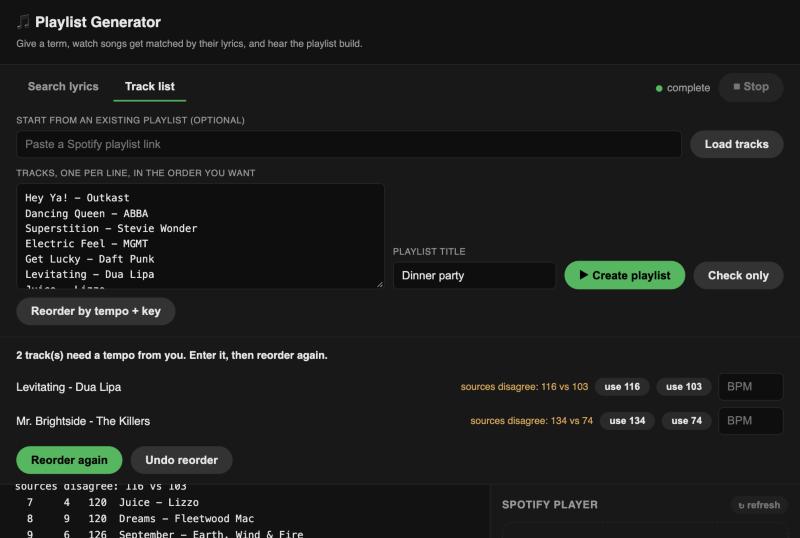 🎵 Playlist Generator
Give a term, watch songs get matched by their lyrics, and hear the playlist build.
Search lyrics Track list
complete
■ Stop
START FROM AN EXISTING PLAYLIST (OPTIONAL)
Paste a Spotify playlist link
Load tracks
TRACKS, ONE PER LINE, IN THE ORDER YOU WANT
Hey Ya! – Outkast
Dancing Queen – ABBA
Superstition – Stevie Wonder
Electric Feel – MGMT
Get Lucky – Daft Punk
Levitating – Dua Lipa
Juice – Lizzo
PLAYLIST TITLE
Dinner party
▶ Create playlist
Check only
Reorder by tempo + key
2 track(s) need a tempo from you. Enter it, then reorder again.
Levitating - Dua Lipa sources disagree: 116 vs 103 use 116 use 103 BPM
Mr. Brightside - The Killers sources disagree: 134 vs 74 use 134 use 74 BPM
Reorder again Undo reorder
sources disagree: 116 vs 103
7 4 120 Juice – Lizzo
8 9 120 Dreams – Fleetwood Mac
9 6 126 September – Earth, Wind & Fire
SPOTIFY PLAYER
↻ refresh